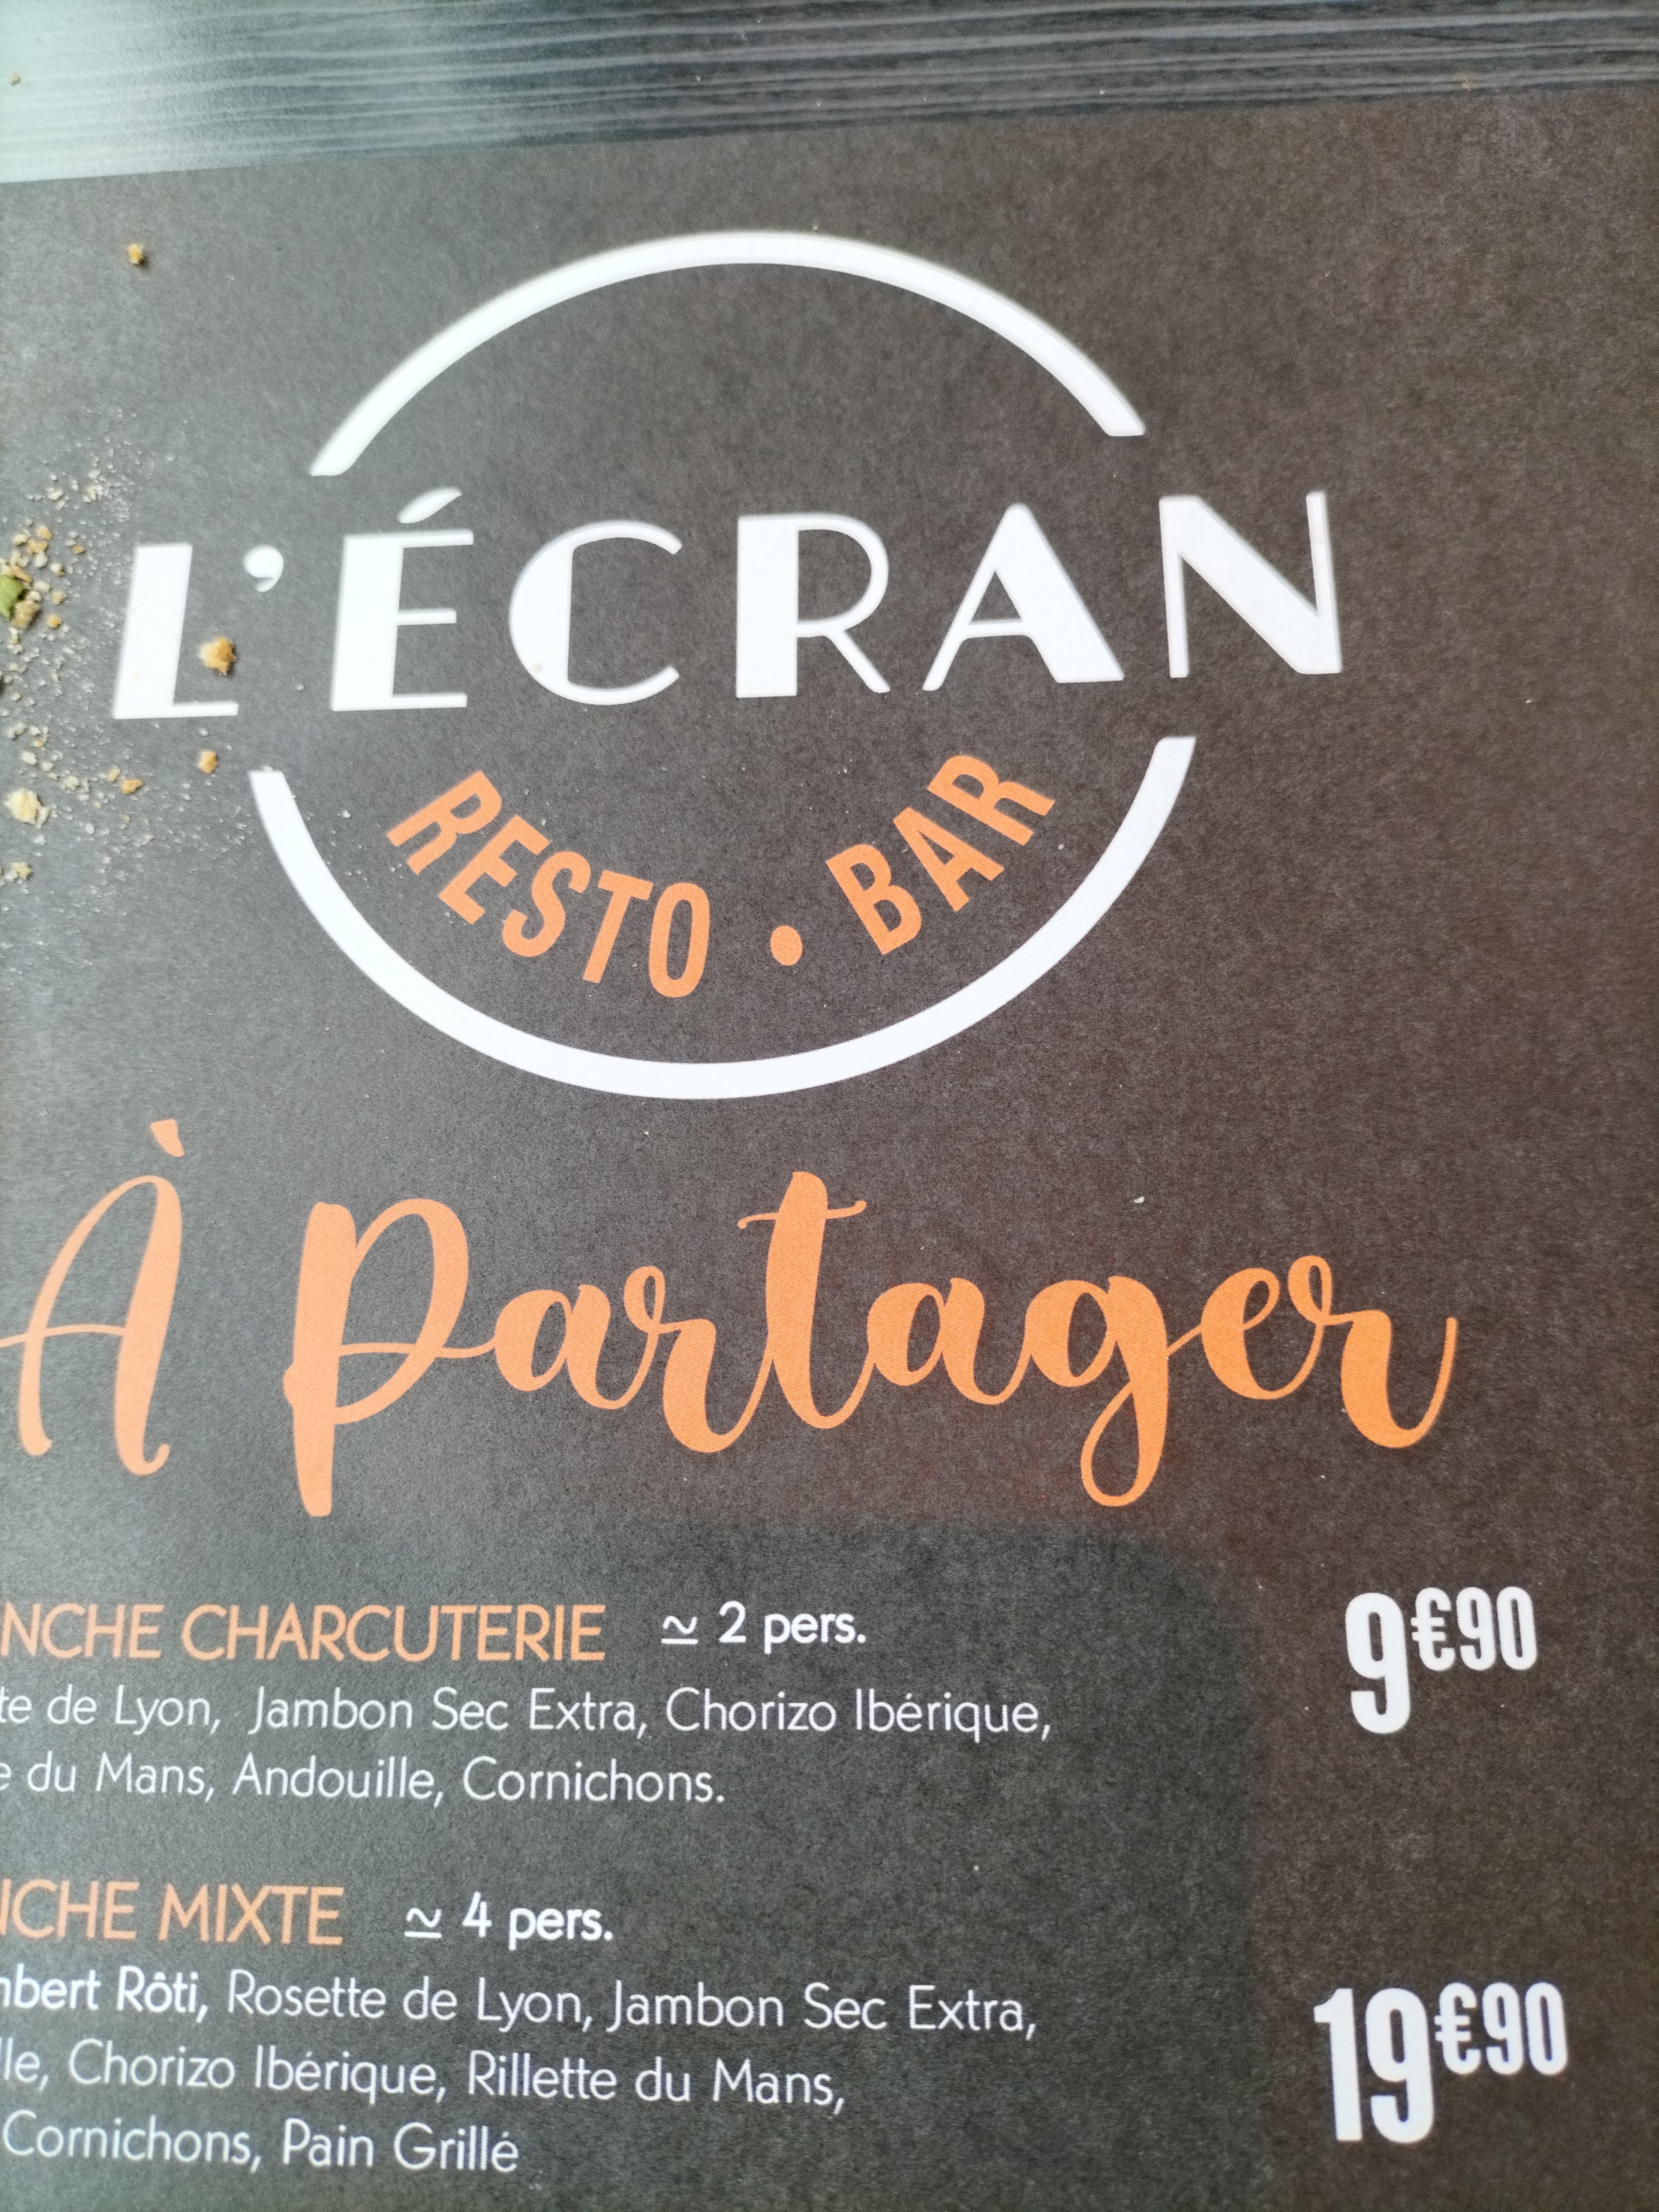 L'ÉCRAN
RESTO • BAR
À Partager
NCHE CHARCUTERIE ≃ 2 pers. 9€90
te de Lyon, Jambon Sec Extra, Chorizo Ibérique,
e du Mans, Andouille, Cornichons.
NCHE MIXTE ≃ 4 pers.
mbert Rôti, Rosette de Lyon, Jambon Sec Extra, 19€90
lle, Chorizo Ibérique, Rillette du Mans,
Cornichons, Pain Grillé